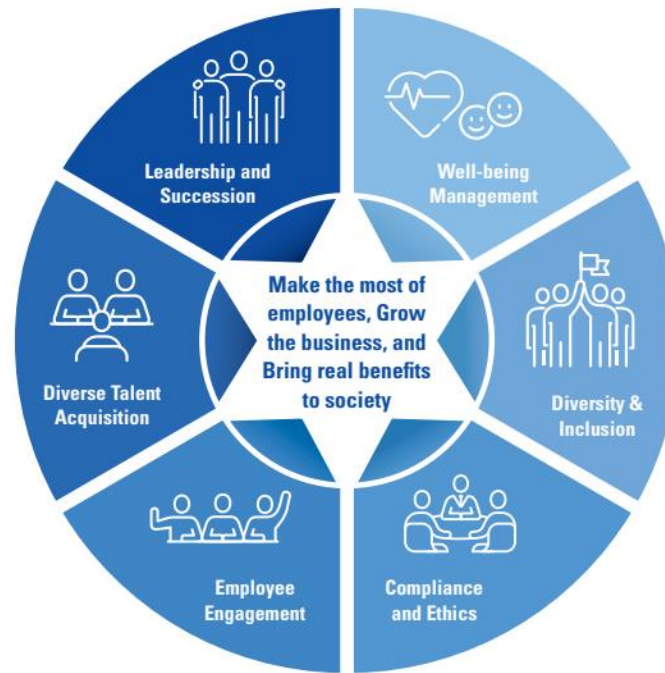 Leadership and
Succession
Well-being
Management
Make the most of
employees, Grow
the business, and
Bring real benefits
to society
Diverse Talent
Acquisition
Diversity &
Inclusion
Employee
Engagement
Compliance
and Ethics